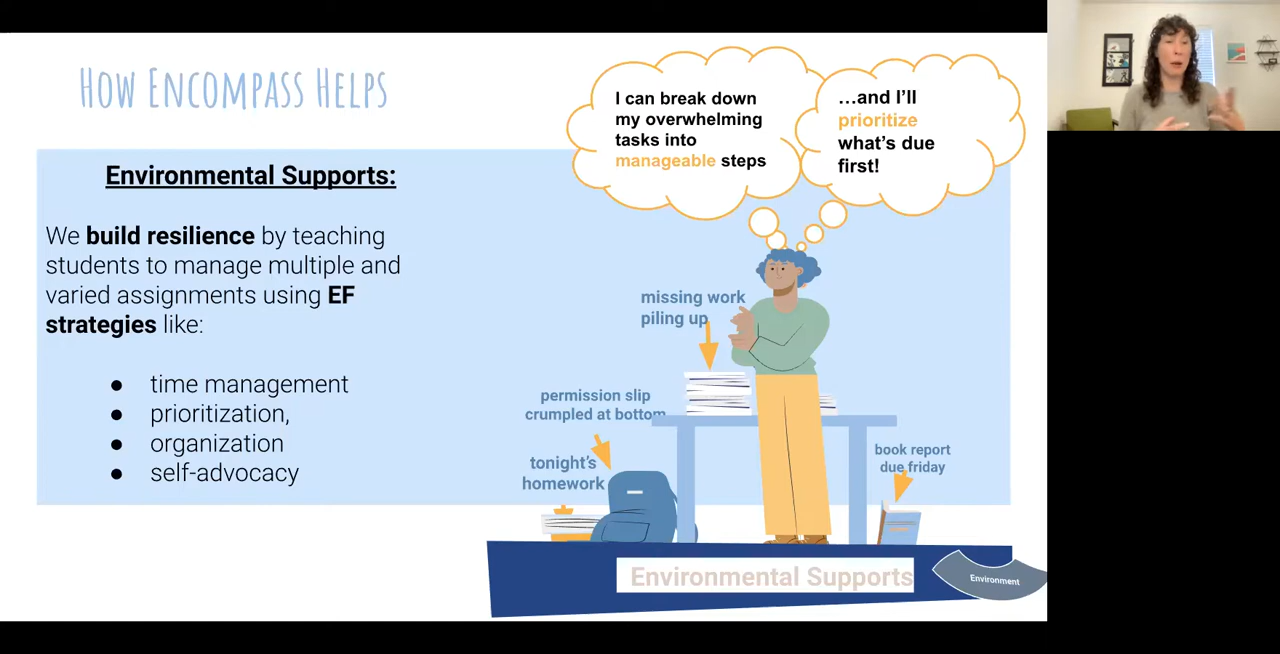 How Encompass Helps
Environmental Supports:
We build resilience by teaching
students to manage multiple and
varied assignments using EF
strategies like:
● time management
● prioritization,
● organization
● self-advocacy
I can break down
my overwhelming
tasks into
manageable steps
…and I’ll
prioritize
what’s due
first!
missing work
piling up
permission slip
crumpled at bottom
tonight’s
homework
book report
due friday
Environmental Supports
Environment